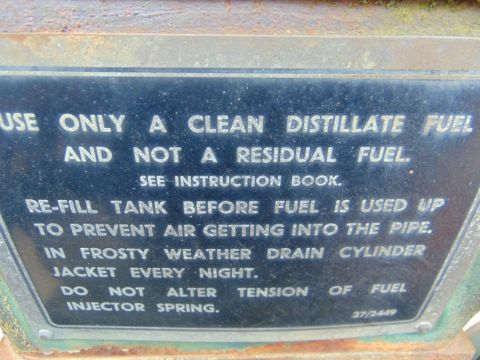 USE ONLY A CLEAN DISTILLATE FUEL
AND NOT A RESIDUAL FUEL.
SEE INSTRUCTION BOOK.
RE-FILL TANK BEFORE FUEL IS USED UP
TO PREVENT AIR GETTING INTO THE PIPE.
IN FROSTY WEATHER DRAIN CYLINDER
JACKET EVERY NIGHT.
DO NOT ALTER TENSION OF FUEL
INJECTOR SPRING.
27/2449